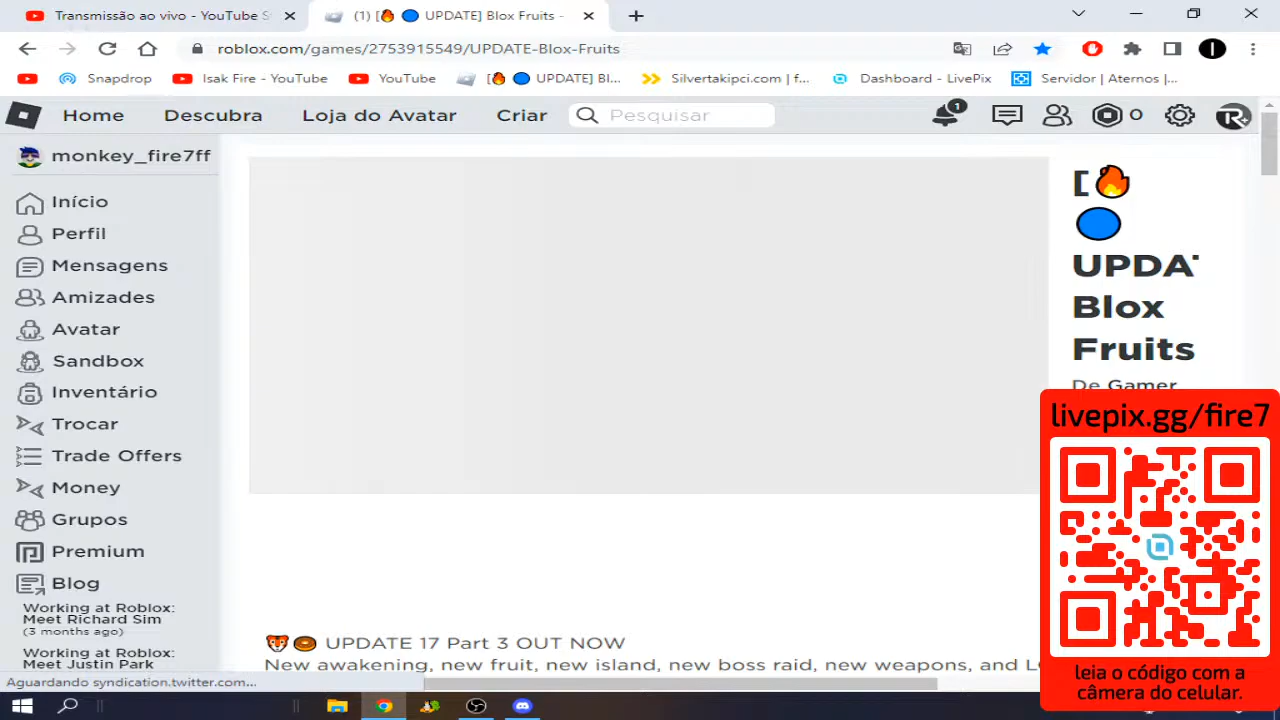 Transmissão ao vivo - YouTube S
(1) [🔥 🔵 UPDATE] Blox Fruits -
roblox.com/games/2753915549/UPDATE-Blox-Fruits
Snapdrop
Isak Fire - YouTube
YouTube
[🔥 🔵 UPDATE] Bl...
Silvertakipci.com | f...
Dashboard - LivePix
Servidor | Aternos |...
Home
Descubra
Loja do Avatar
Criar
Pesquisar
1
0
monkey_fire7ff
Início
Perfil
Mensagens
Amizades
Avatar
Sandbox
Inventário
Trocar
Trade Offers
Money
Grupos
Premium
Blog
Working at Roblox:
Meet Richard Sim
(3 months ago)
Working at Roblox:
Meet Justin Park
Aguardando syndication.twitter.com...
[🔥
🔵
UPDAT
Blox
Fruits
De Gamer
🐯🍩 UPDATE 17 Part 3 OUT NOW
New awakening, new fruit, new island, new boss raid, new weapons, and
livepix.gg/fire7
leia o código com a
câmera do celular.